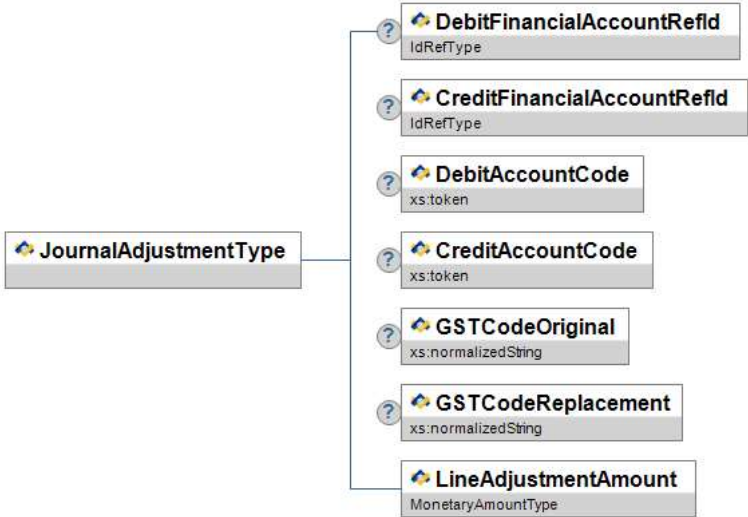 DebitFinancialAccountRefId
IdRefType
CreditFinancialAccountRefId
IdRefType
DebitAccountCode
xs:token
JournalAdjustmentType
CreditAccountCode
xs:token
GSTCodeOriginal
xs:normalizedString
GSTCodeReplacement
xs:normalizedString
LineAdjustmentAmount
MonetaryAmountType
?
?
?
?
?
?